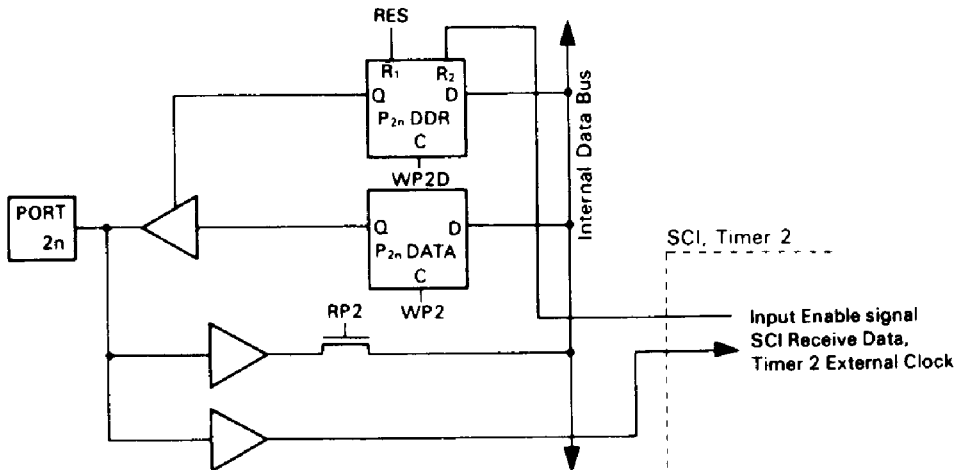 RES
R₁ R₂
Q D
P₂ₙ DDR
C
WP2D
Internal Data Bus
PORT
2n
Q D
P₂ₙ DATA
C
WP2
RP2
SCI, Timer 2
Input Enable signal
SCI Receive Data,
Timer 2 External Clock